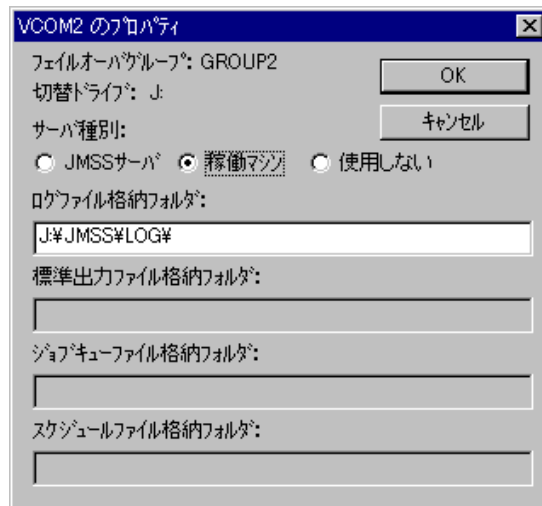 VCOM2 のﾌﾟﾛﾊﾟﾃｨ
ﾌｪｲﾙｵｰﾊﾞｸﾞﾙｰﾌﾟ: GROUP2
OK
切替ﾄﾞﾗｲﾌﾞ: J:
ｷｬﾝｾﾙ
ｻｰﾊﾞ種別:
JMSSｻｰﾊﾞ 稼働ﾏｼﾝ 使用しない
ﾛｸﾞﾌｧｲﾙ格納ﾌｫﾙﾀﾞ:
J:¥JMSS¥LOG¥
標準出力ﾌｧｲﾙ格納ﾌｫﾙﾀﾞ:
ｼﾞｮﾌﾞｷｭｰﾌｧｲﾙ格納ﾌｫﾙﾀﾞ:
ｽｹｼﾞｭｰﾙﾌｧｲﾙ格納ﾌｫﾙﾀﾞ: